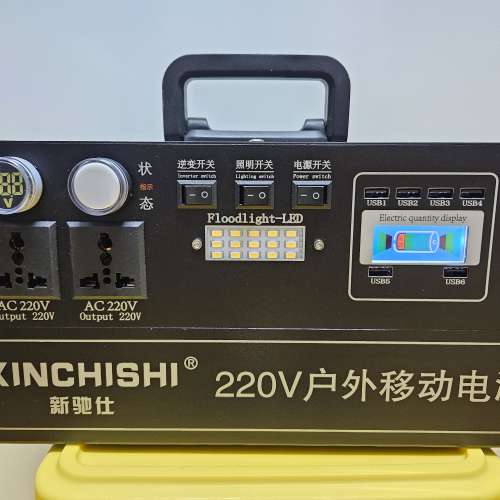 88
V
状
指示
态
逆变开关
Inverter switch
照明开关
Lighting switch
电源开关
Power switch
Floodlight-LED
USB1 USB2 USB3 USB4
Electric quantity display
USB5 USB6
AC 220V
Output 220V
AC 220V
Output 220V
XINCHISHI®
新驰仕
220V户外移动电源